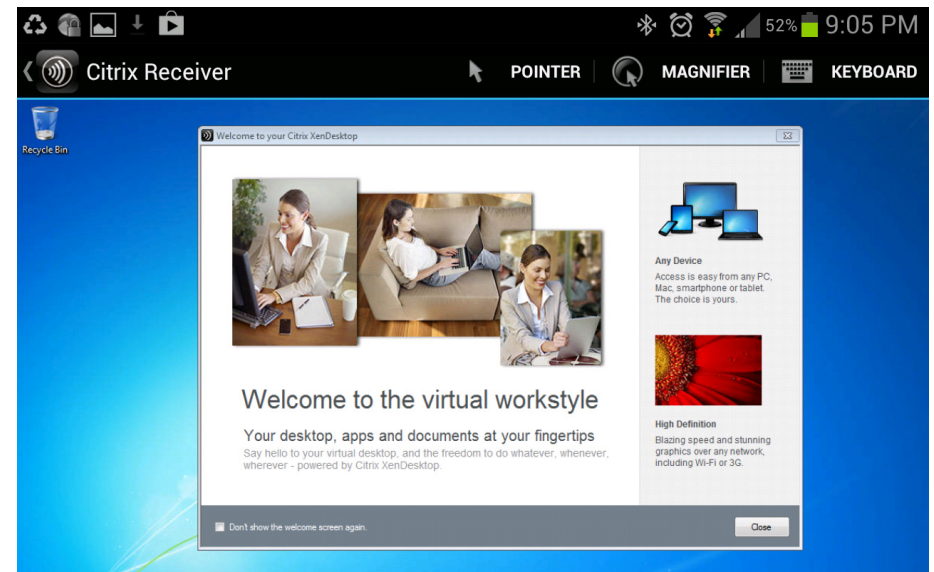 52% 9:05 PM
Citrix Receiver POINTER MAGNIFIER KEYBOARD
Recycle Bin
Welcome to your Citrix XenDesktop
Any Device
Access is easy from any PC,
Mac, smartphone or tablet.
The choice is yours.
High Definition
Blazing speed and stunning
graphics over any network,
including Wi-Fi or 3G.
Welcome to the virtual workstyle
Your desktop, apps and documents at your fingertips
Say hello to your virtual desktop, and the freedom to do whatever, whenever,
wherever - powered by Citrix XenDesktop.
Don't show the welcome screen again.
Close